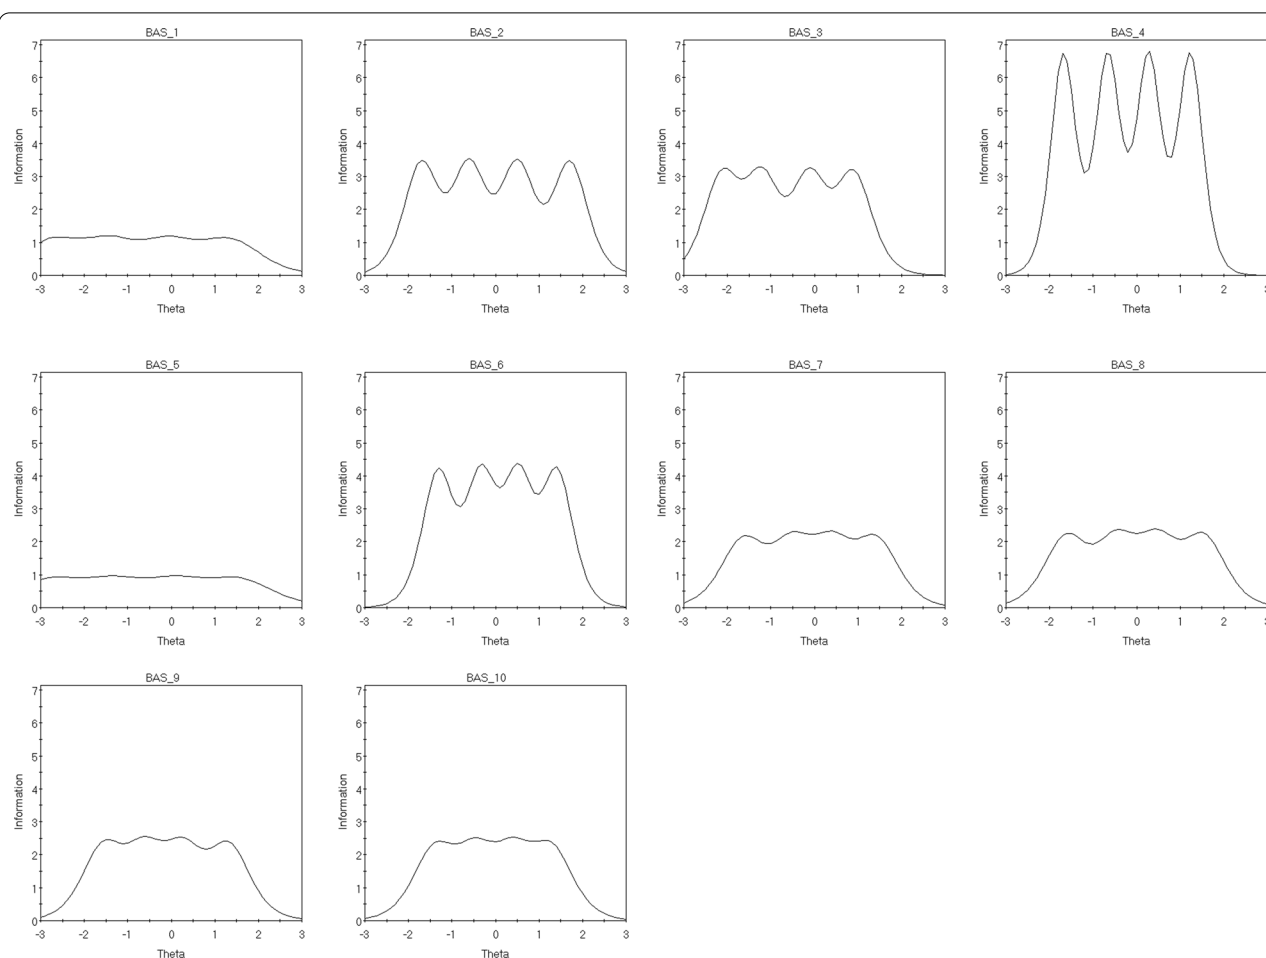 BAS_1
7
6
5
4
3
2
1
0
Information
-3 -2 -1 0 1 2 3
Theta
BAS_2
7
6
5
4
3
2
1
0
Information
-3 -2 -1 0 1 2 3
Theta
BAS_3
7
6
5
4
3
2
1
0
Information
-3 -2 -1 0 1 2 3
Theta
BAS_4
7
6
5
4
3
2
1
0
Information
-3 -2 -1 0 1 2 3
Theta
BAS_5
7
6
5
4
3
2
1
0
Information
-3 -2 -1 0 1 2 3
Theta
BAS_6
7
6
5
4
3
2
1
0
Information
-3 -2 -1 0 1 2 3
Theta
BAS_7
7
6
5
4
3
2
1
0
Information
-3 -2 -1 0 1 2 3
Theta
BAS_8
7
6
5
4
3
2
1
0
Information
-3 -2 -1 0 1 2 3
Theta
BAS_9
7
6
5
4
3
2
1
0
Information
-3 -2 -1 0 1 2 3
Theta
BAS_10
7
6
5
4
3
2
1
0
Information
-3 -2 -1 0 1 2 3
Theta